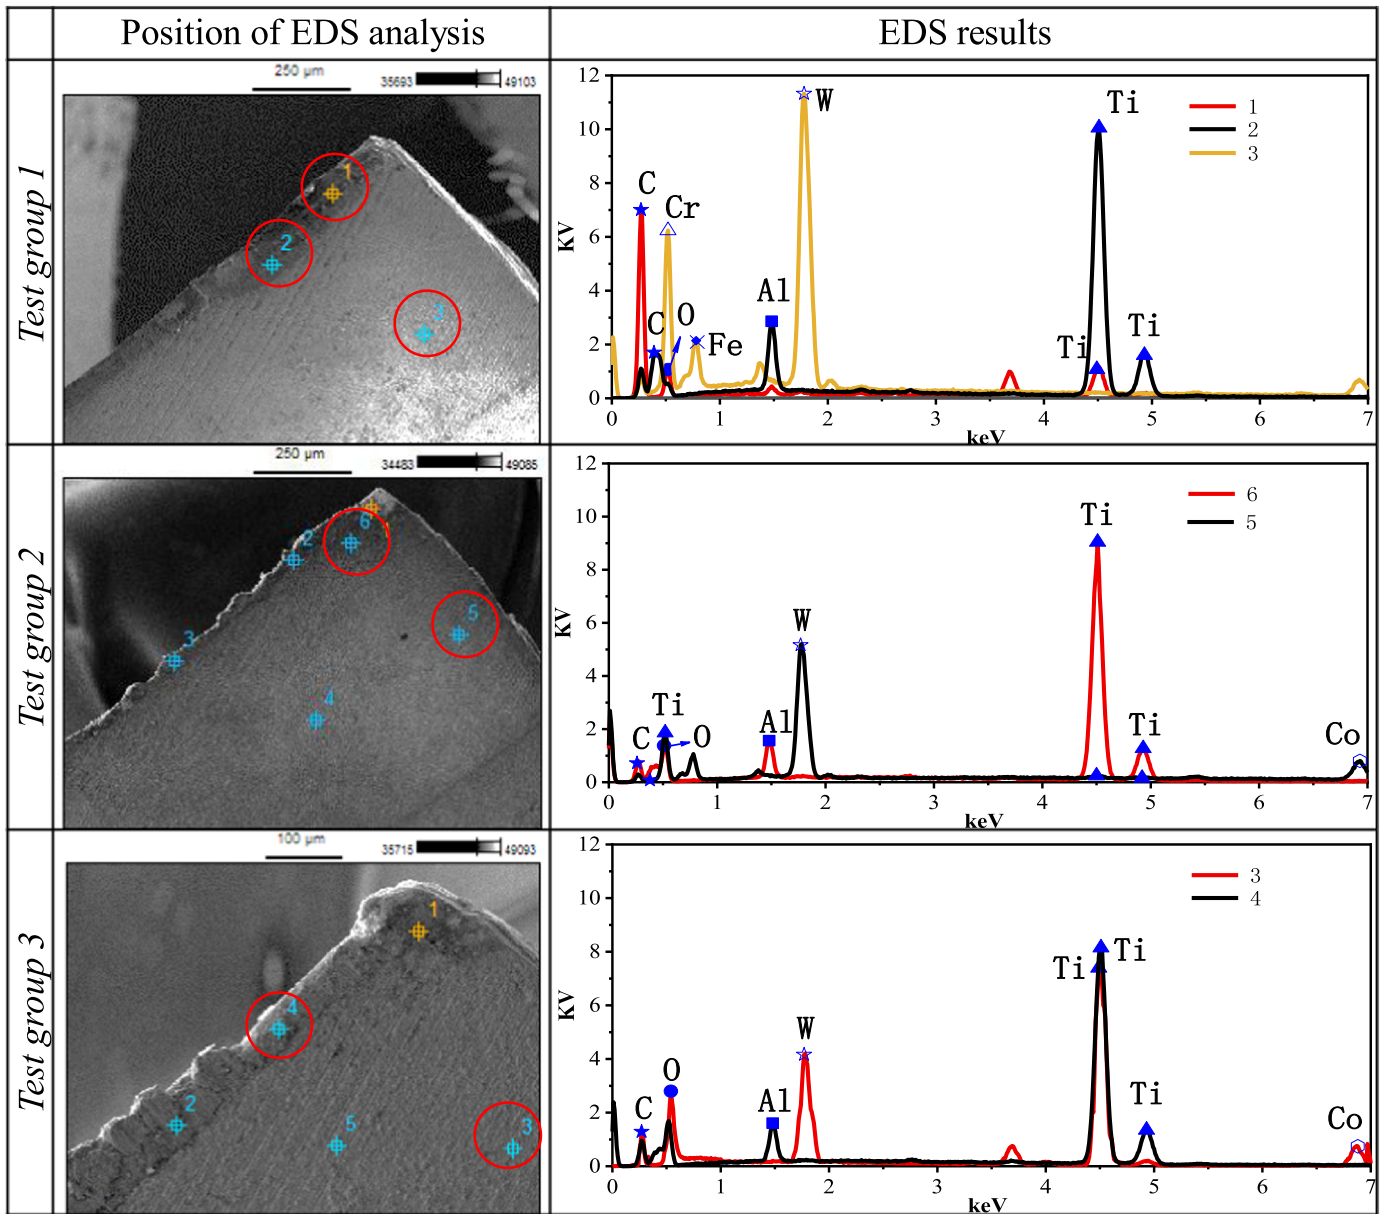 Position of EDS analysis
EDS results
Test group 1
250 μm
35693
49103
1
2
3
12
10
8
6
4
2
0
KV
0 1 2 3 4 5 6 7
keV
C
Cr
C
O
Fe
Al
W
Ti
Ti
Ti
1
2
3
Test group 2
250 μm
34483
49085
2
6
5
3
4
12
10
8
6
4
2
0
KV
0 1 2 3 4 5 6 7
keV
C
Ti
O
Al
W
Ti
Ti
Co
6
5
Test group 3
100 μm
35715
49093
1
4
2
5
3
12
10
8
6
4
2
0
KV
0 1 2 3 4 5 6 7
keV
C
O
Al
W
Ti
Ti
Ti
Co
3
4